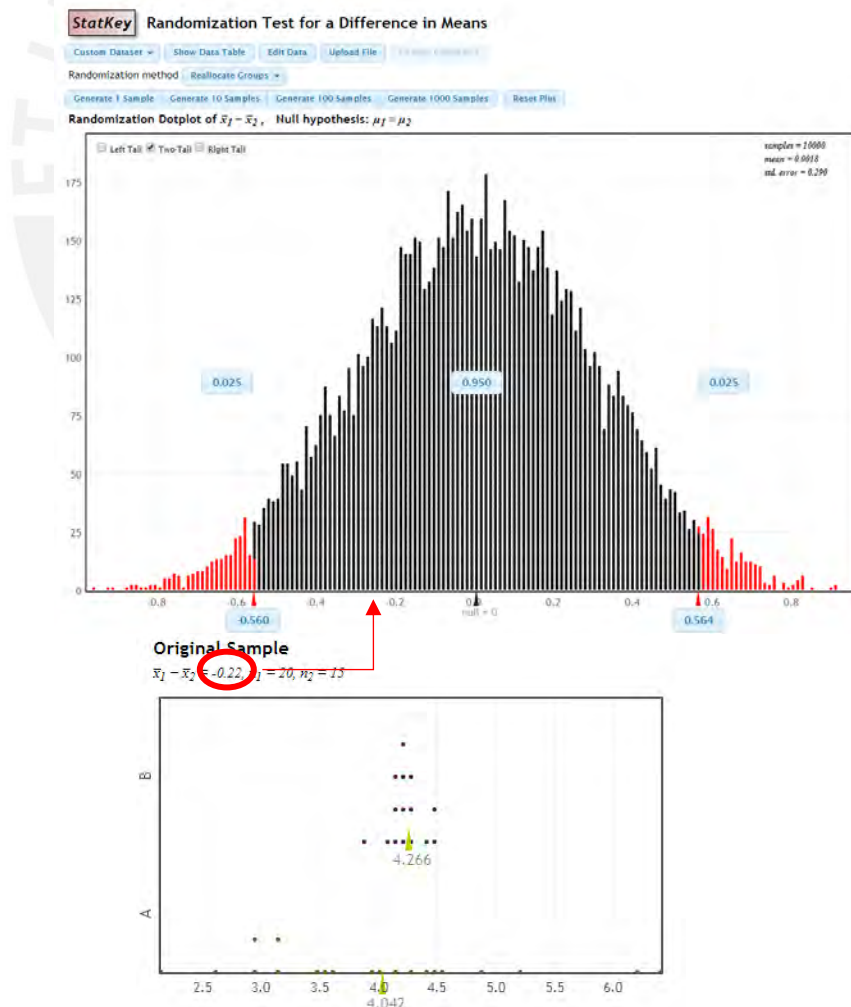 StatKey Randomization Test for a Difference in Means
Custom Dataset Show Data Table Edit Data Upload File
Randomization method Reallocate Groups
Generate 1 Sample Generate 10 Samples Generate 100 Samples Generate 1000 Samples Reset Plot
Randomization Dotplot of x̄1 − x̄2 , Null hypothesis: μ1 = μ2
Left Tail Two-Tail Right Tail
samples = 10000
mean = 0.0018
std. error = 0.290
175
150
125
100
75
50
25
0
0.025 0.950 0.025
-0.8 -0.6 -0.4 -0.2 0.0 0.2 0.4 0.6 0.8
null = 0
-0.560 0.564
Original Sample
x̄1 − x̄2 = -0.22, n1 = 20, n2 = 15
B
4.266
A
2.5 3.0 3.5 4.0 4.5 5.0 5.5 6.0
4.042